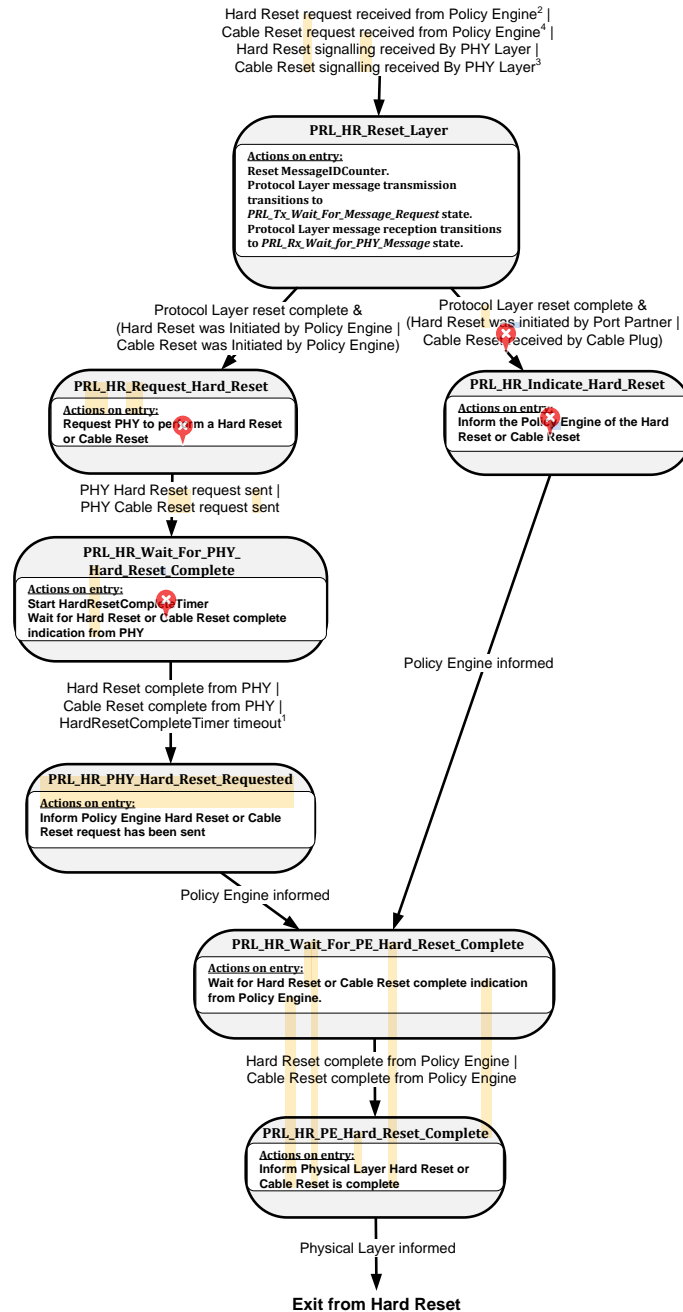 Hard Reset request received from Policy Engine² |
Cable Reset request received from Policy Engine⁴ |
Hard Reset signalling received By PHY Layer |
Cable Reset signalling received By PHY Layer³
PRL_HR_Reset_Layer
Actions on entry:
Reset MessageIDCounter.
Protocol Layer message transmission
transitions to
PRL_Tx_Wait_For_Message_Request state.
Protocol Layer message reception transitions
to PRL_Rx_Wait_for_PHY_Message state.
Protocol Layer reset complete &
(Hard Reset was Initiated by Policy Engine |
Cable Reset was Initiated by Policy Engine)
Protocol Layer reset complete &
(Hard Reset was initiated by Port Partner |
Cable Reset received by Cable Plug)
PRL_HR_Request_Hard_Reset
Actions on entry:
Request PHY to perform a Hard Reset
or Cable Reset
PRL_HR_Indicate_Hard_Reset
Actions on entry:
Inform the Policy Engine of the Hard
Reset or Cable Reset
PHY Hard Reset request sent |
PHY Cable Reset request sent
PRL_HR_Wait_For_PHY_
Hard_Reset_Complete
Actions on entry:
Start HardResetCompleteTimer
Wait for Hard Reset or Cable Reset complete
indication from PHY
Policy Engine informed
Hard Reset complete from PHY |
Cable Reset complete from PHY |
HardResetCompleteTimer timeout¹
PRL_HR_PHY_Hard_Reset_Requested
Actions on entry:
Inform Policy Engine Hard Reset or Cable
Reset request has been sent
Policy Engine informed
PRL_HR_Wait_For_PE_Hard_Reset_Complete
Actions on entry:
Wait for Hard Reset or Cable Reset complete indication
from Policy Engine.
Hard Reset complete from Policy Engine |
Cable Reset complete from Policy Engine
PRL_HR_PE_Hard_Reset_Complete
Actions on entry:
Inform Physical Layer Hard Reset or
Cable Reset is complete
Physical Layer informed
Exit from Hard Reset